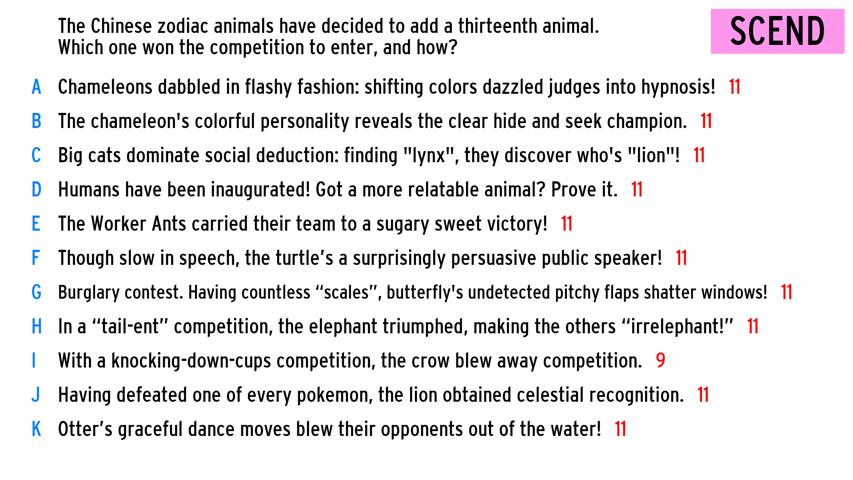 The Chinese zodiac animals have decided to add a thirteenth animal.
Which one won the competition to enter, and how?
SCEND
A Chameleons dabbled in flashy fashion: shifting colors dazzled judges into hypnosis! 11
B The chameleon's colorful personality reveals the clear hide and seek champion. 11
C Big cats dominate social deduction: finding "lynx", they discover who's "lion"! 11
D Humans have been inaugurated! Got a more relatable animal? Prove it. 11
E The Worker Ants carried their team to a sugary sweet victory! 11
F Though slow in speech, the turtle’s a surprisingly persuasive public speaker! 11
G Burglary contest. Having countless “scales”, butterfly's undetected pitchy flaps shatter windows! 11
H In a “tail-ent” competition, the elephant triumphed, making the others “irrelephant!” 11
I With a knocking-down-cups competition, the crow blew away competition. 9
J Having defeated one of every pokemon, the lion obtained celestial recognition. 11
K Otter’s graceful dance moves blew their opponents out of the water! 11